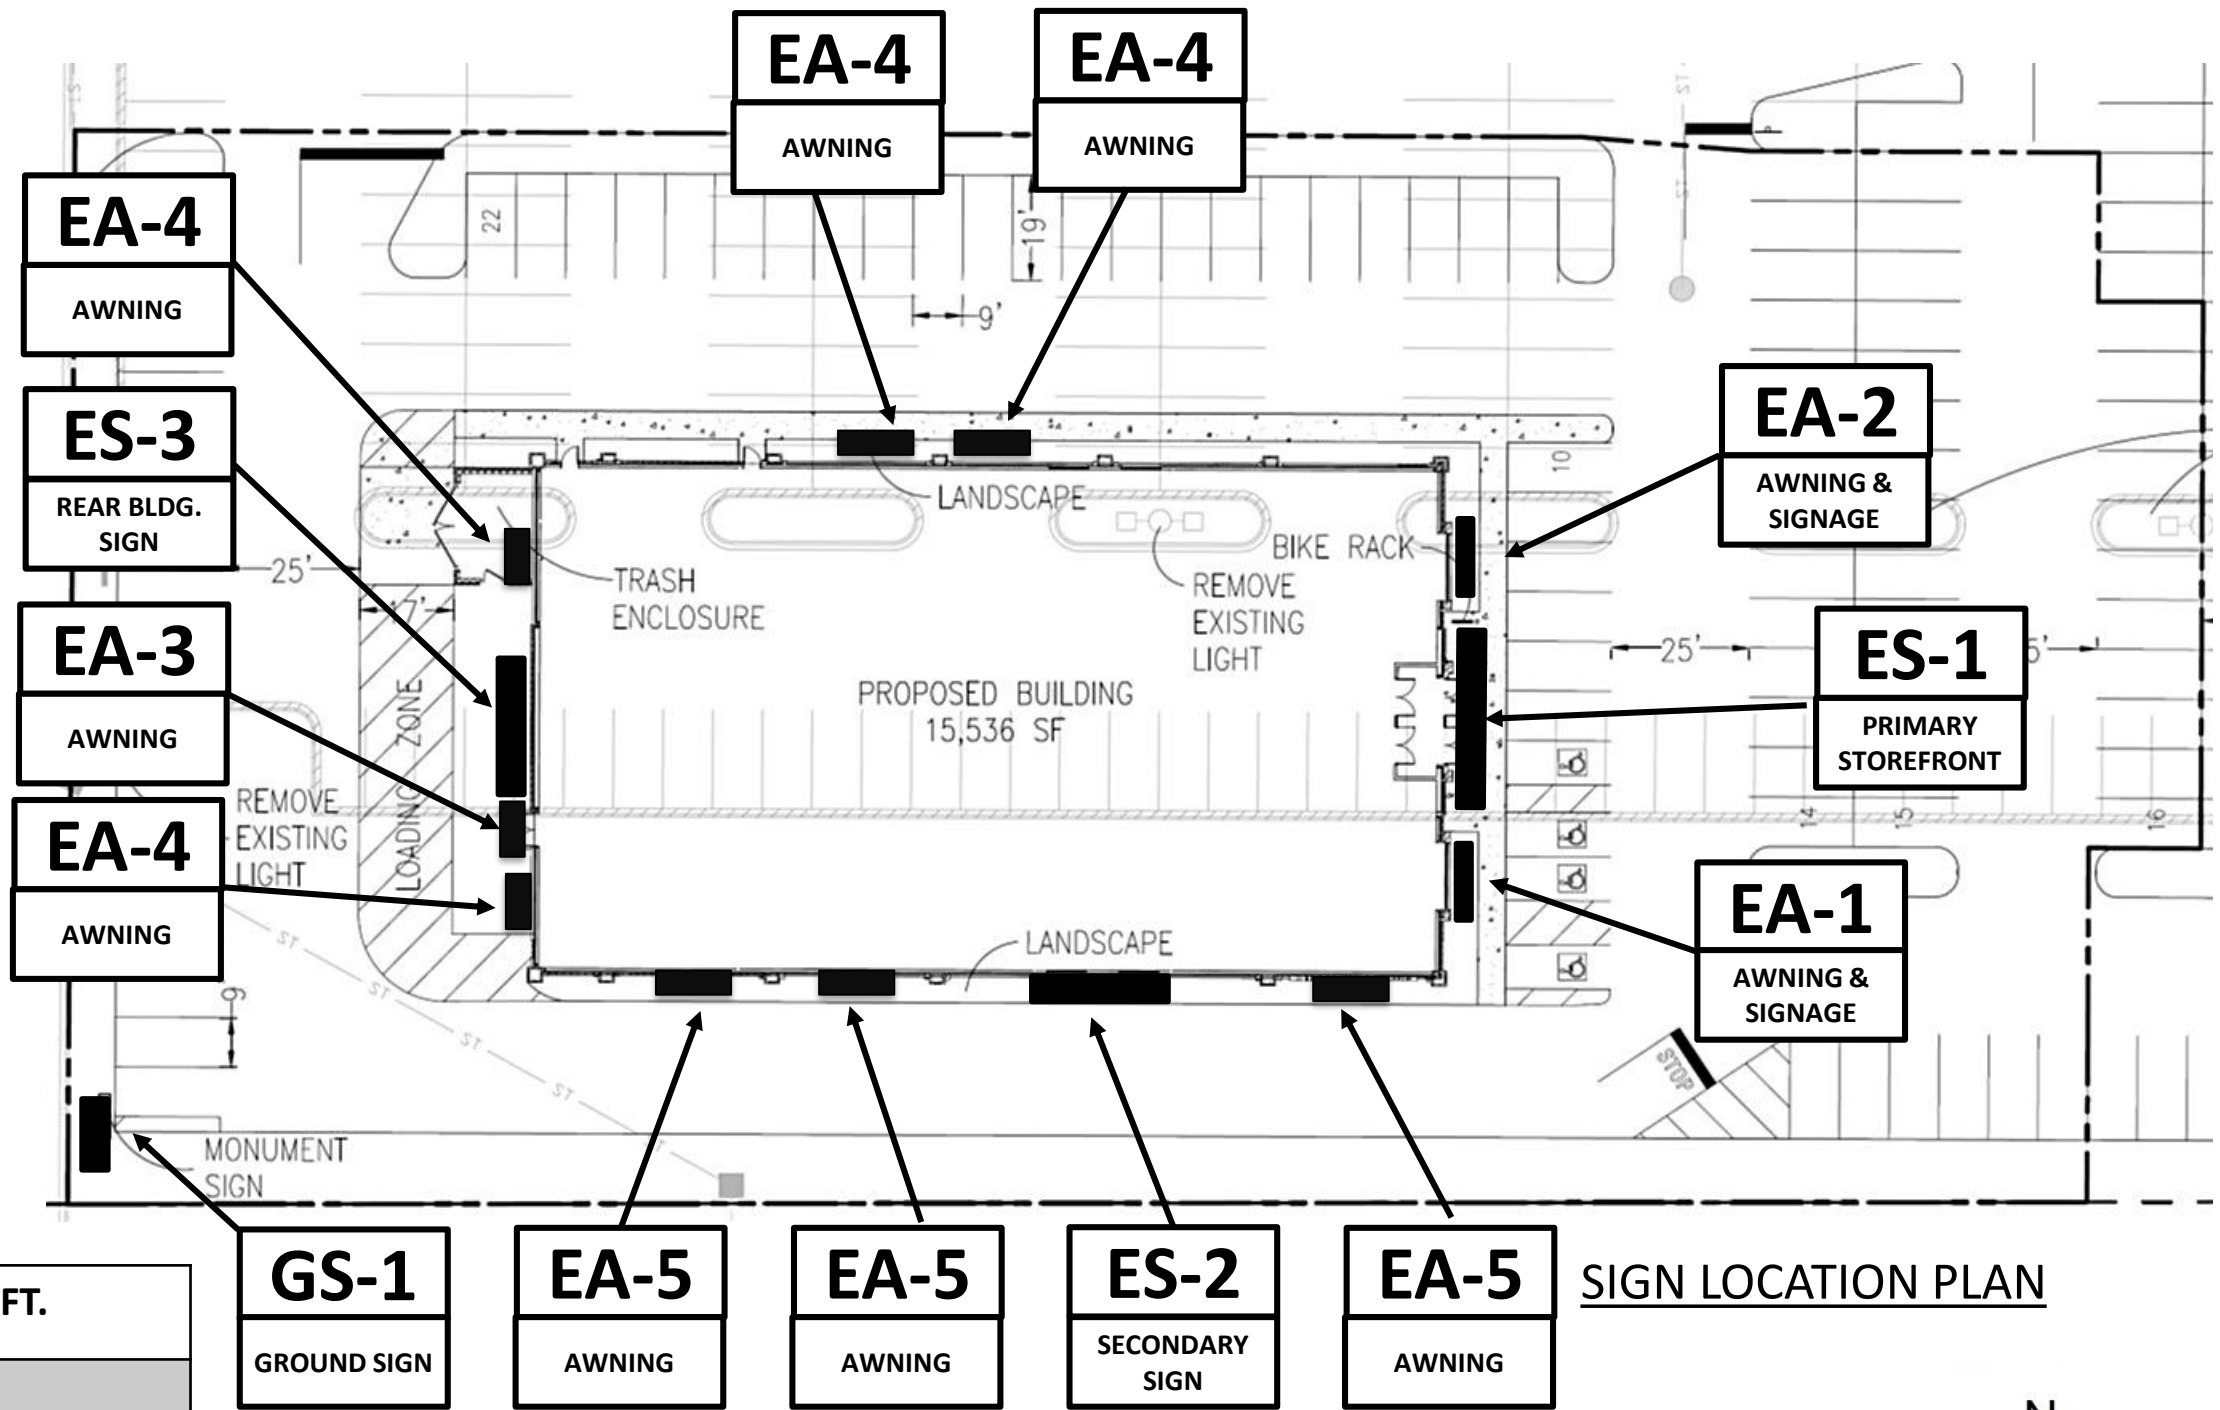 EA-4
AWNING
EA-4
AWNING
EA-4
AWNING
22
19'
9'
ES-3
REAR BLDG.
SIGN
EA-2
AWNING &
SIGNAGE
10
LANDSCAPE
BIKE RACK
25'
TRASH
ENCLOSURE
REMOVE
EXISTING
LIGHT
17'
EA-3
AWNING
ES-1
PRIMARY
STOREFRONT
25'
5'
PROPOSED BUILDING
15,536 SF
LOADING ZONE
REMOVE
EXISTING
LIGHT
14
15
16
EA-4
AWNING
EA-1
AWNING &
SIGNAGE
LANDSCAPE
ST
ST
ST
ST
9'
STOP
MONUMENT
SIGN
GS-1
GROUND SIGN
EA-5
AWNING
EA-5
AWNING
ES-2
SECONDARY
SIGN
EA-5
AWNING
SIGN LOCATION PLAN
FT.
N